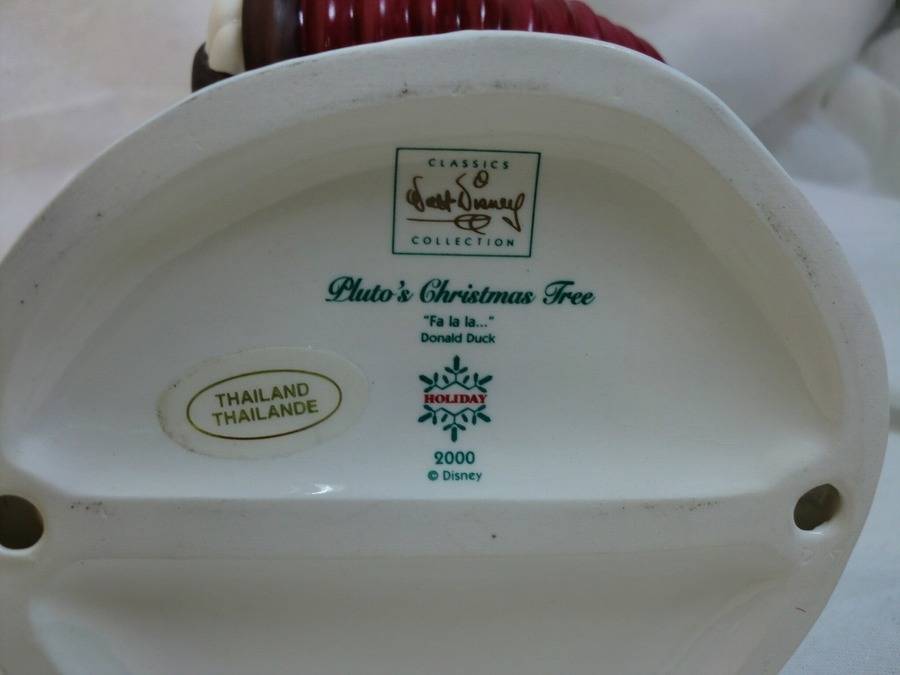 CLASSICS
Walt Disney
COLLECTION
Pluto's Christmas Tree
"Fa la la..."
Donald Duck
THAILAND
THAILANDE
HOLIDAY
2000
© Disney